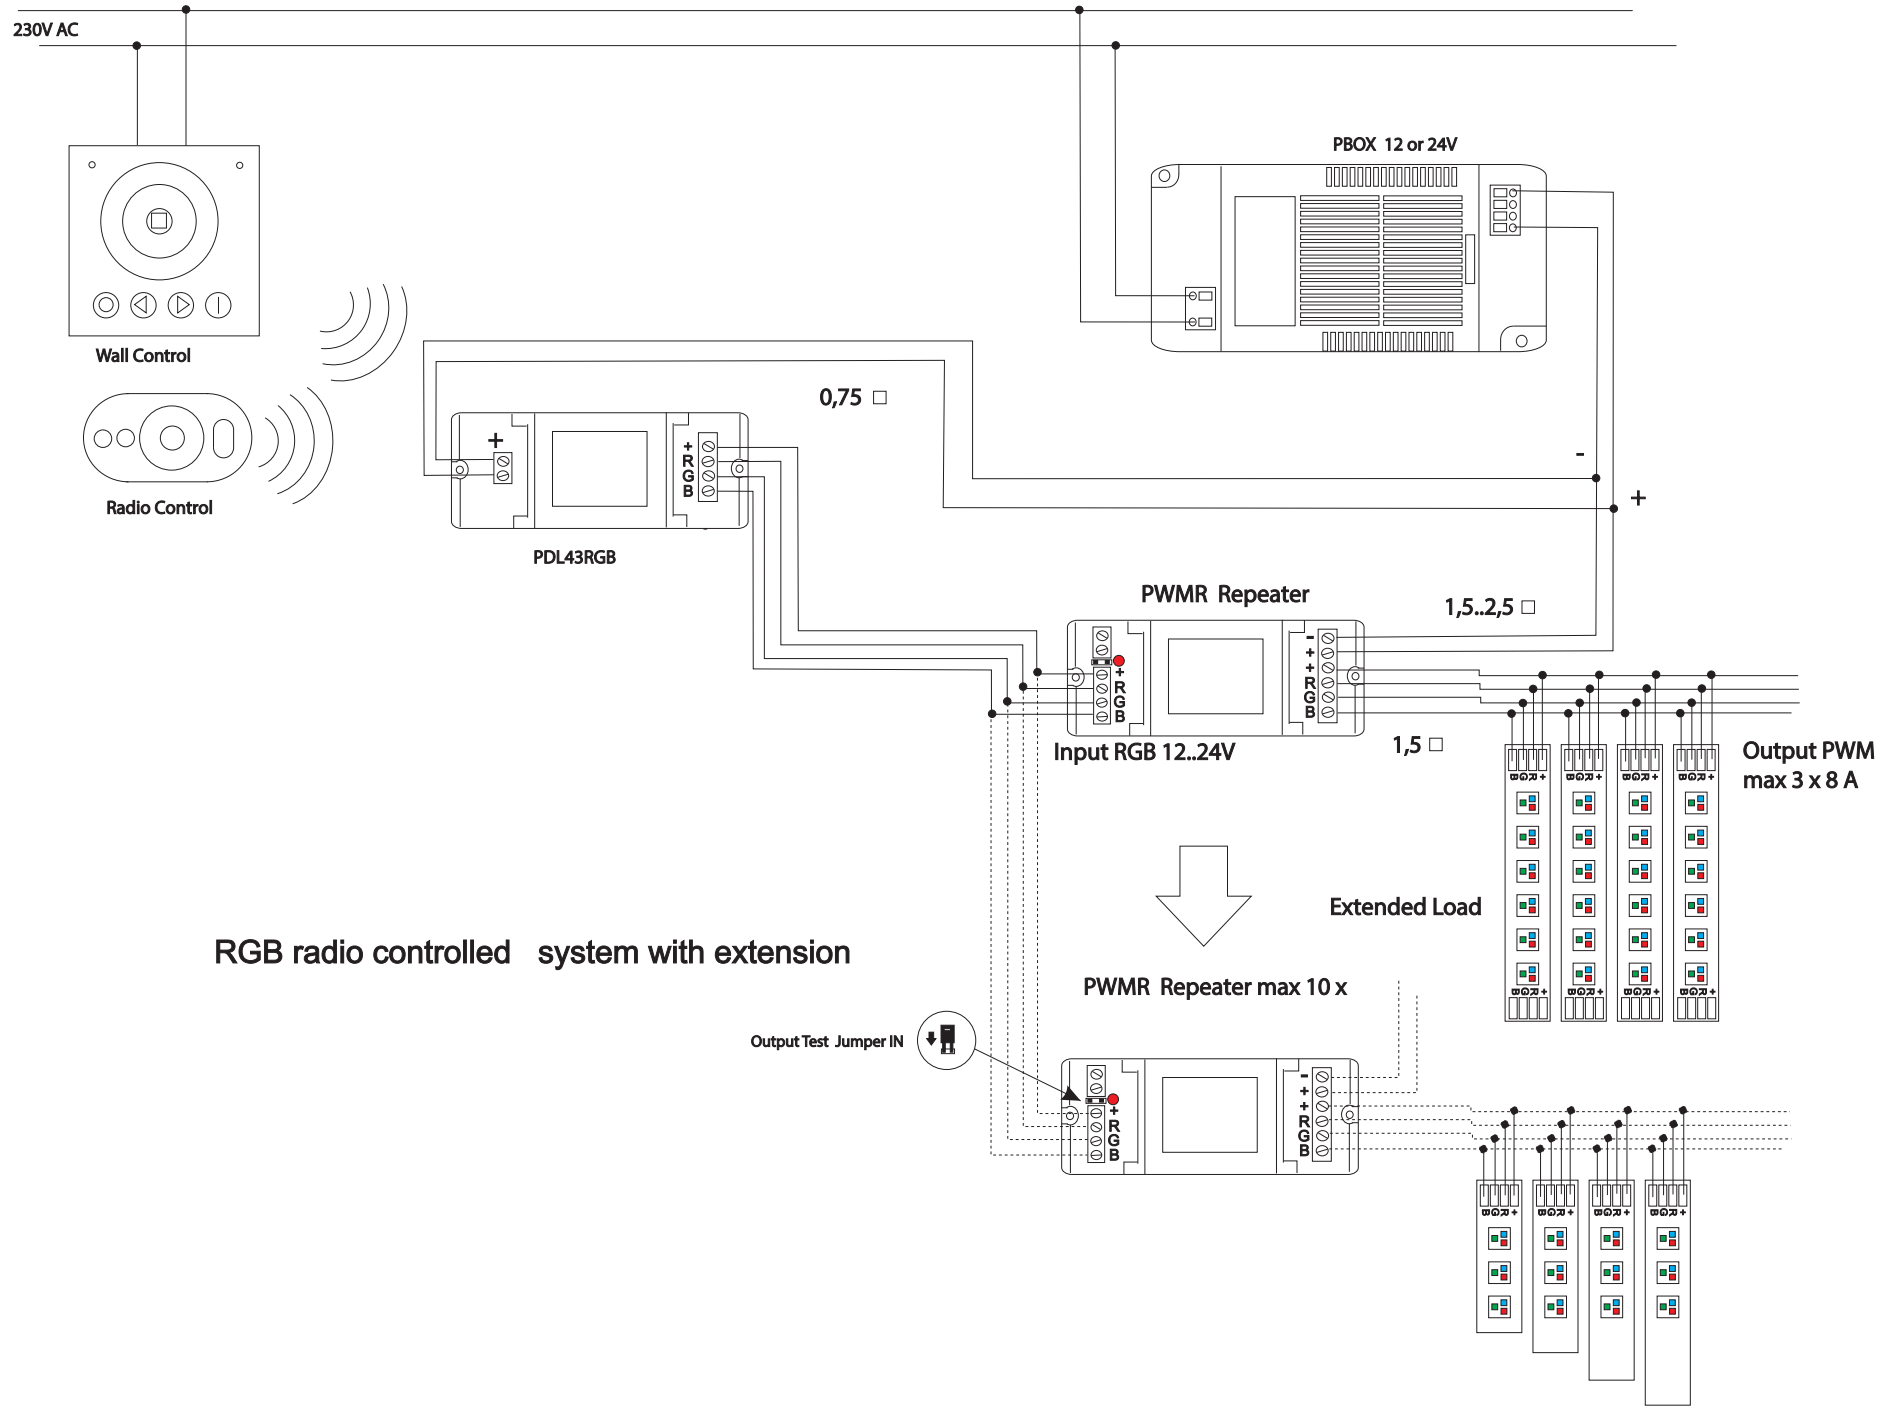 230V AC
PBOX 12 or 24V
Wall Control
0,75 □
+
+
R
G
B
Radio Control
-
+
PDL43RGB
PWMR Repeater
1,5..2,5 □
+
R
G
B
-
+
+
R
G
B
Input RGB 12..24V
1,5 □
Output PWM
max 3 x 8 A
B G R +
B G R +
B G R +
B G R +
Extended Load
RGB radio controlled system with extension
PWMR Repeater max 10 x
B G R +
B G R +
B G R +
B G R +
Output Test Jumper IN
+
R
G
B
-
+
+
R
G
B
B G R +
B G R +
B G R +
B G R +